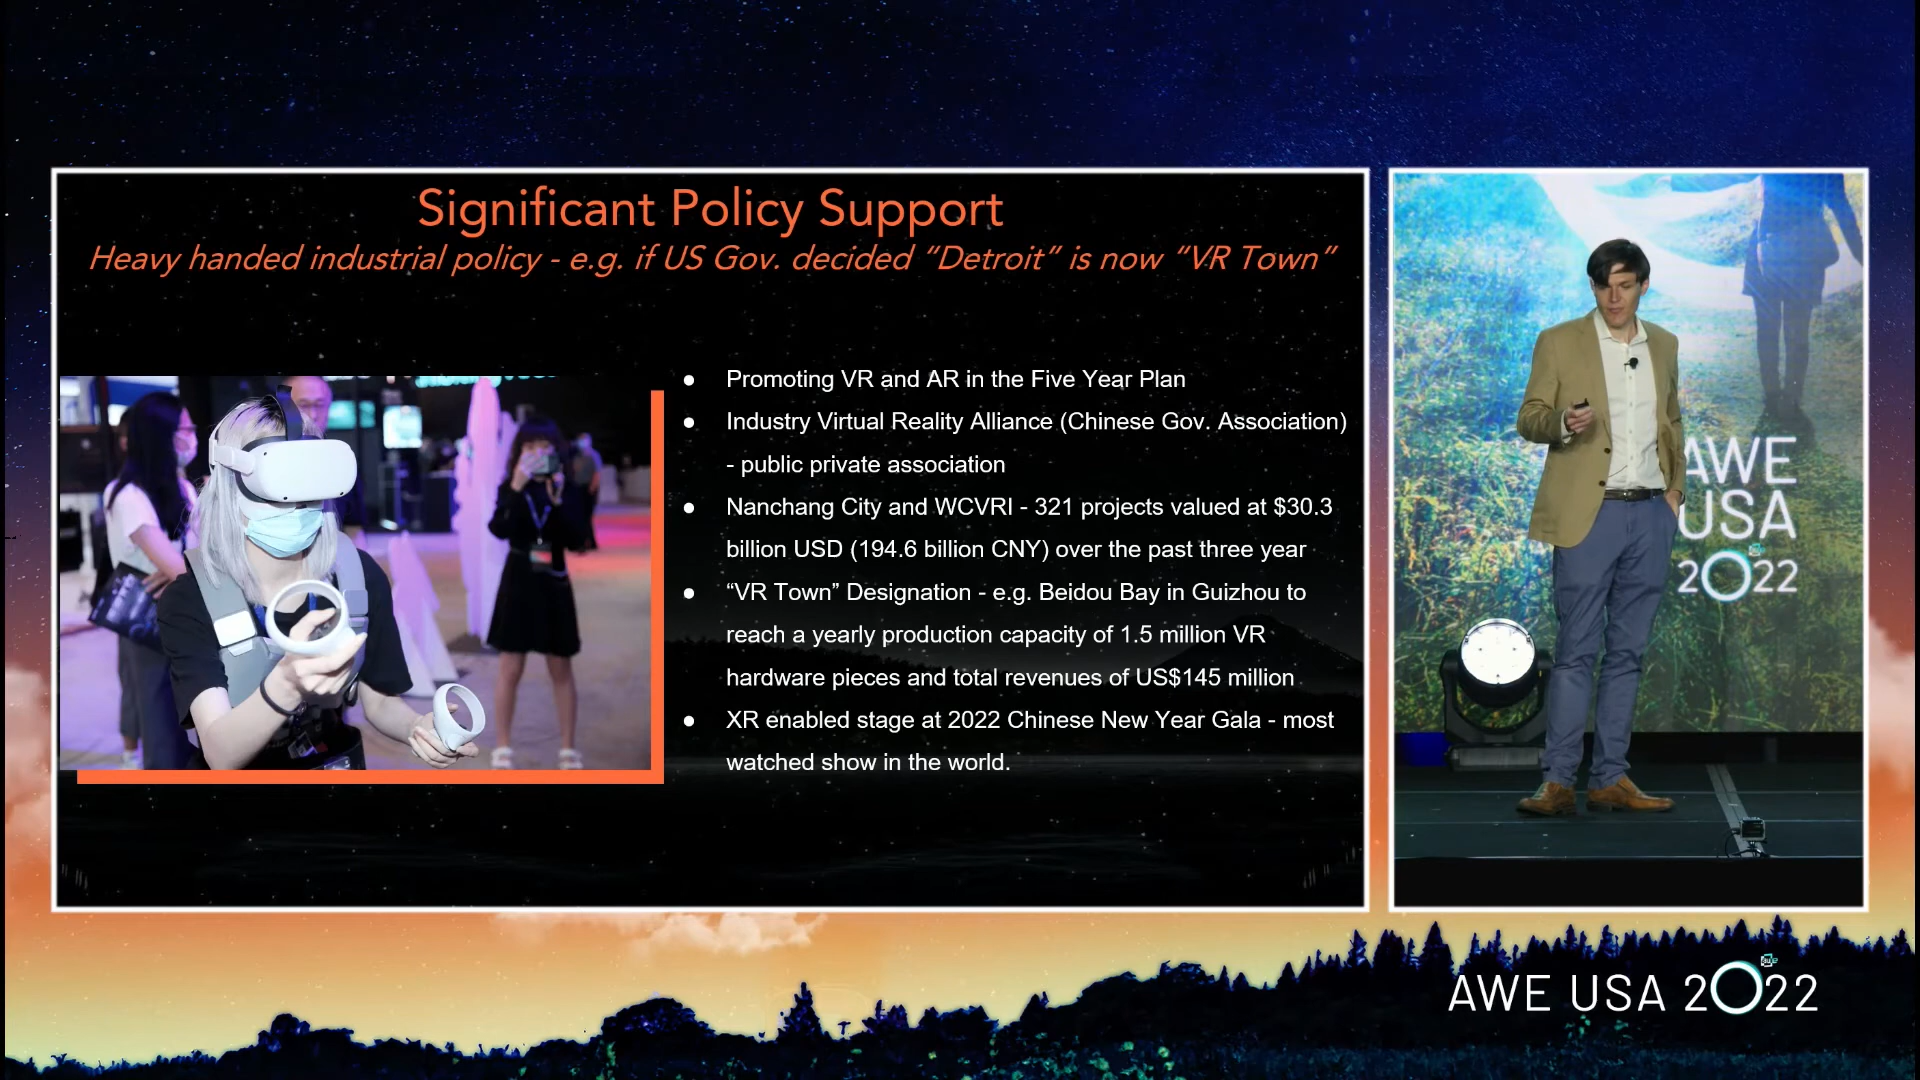 Significant Policy Support
Heavy handed industrial policy - e.g. if US Gov. decided “Detroit” is now “VR Town”
● Promoting VR and AR in the Five Year Plan
● Industry Virtual Reality Alliance (Chinese Gov. Association)
- public private association
● Nanchang City and WCVRI - 321 projects valued at $30.3
billion USD (194.6 billion CNY) over the past three year
● “VR Town” Designation - e.g. Beidou Bay in Guizhou to
reach a yearly production capacity of 1.5 million VR
hardware pieces and total revenues of US$145 million
● XR enabled stage at 2022 Chinese New Year Gala - most
watched show in the world.
AWE
USA
2022
AWE USA 2022